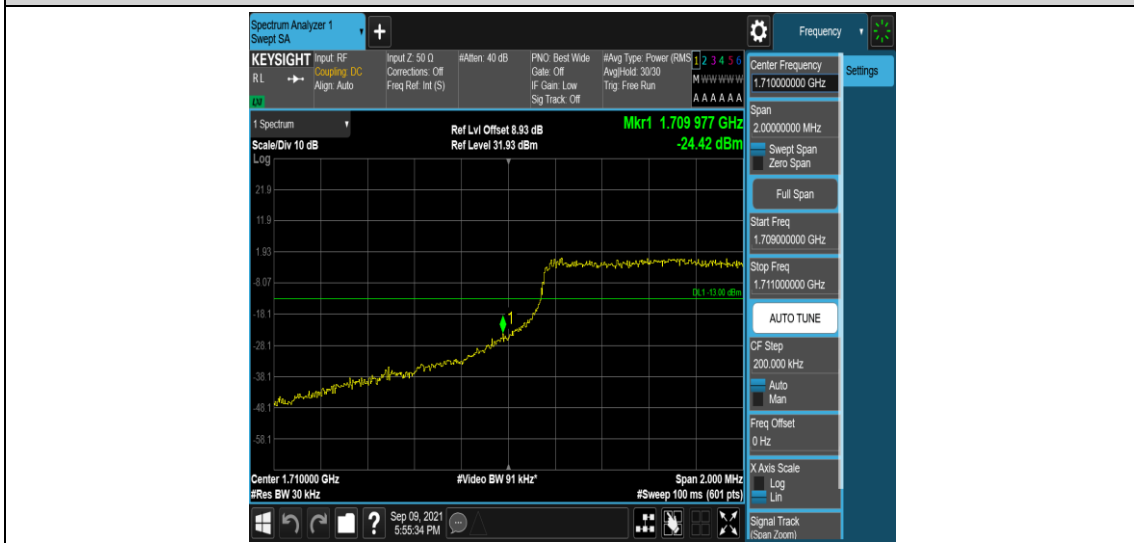 Spectrum Analyzer 1
Swept SA
+
Frequency
KEYSIGHT
RL
LXI
Input: RF
Coupling: DC
Align: Auto
Input Z: 50 Ω
Corrections: Off
Freq Ref: Int (S)
#Atten: 40 dB
PNO: Best Wide
Gate: Off
IF Gain: Low
Sig Track: Off
#Avg Type: Power (RMS
Avg|Hold: 30/30
Trig: Free Run
1 2 3 4 5 6
M W W W W W
A A A A A A
1 Spectrum
Scale/Div 10 dB
Log
Ref Lvl Offset 8.93 dB
Ref Level 31.93 dBm
Mkr1 1.709 977 GHz
-24.42 dBm
21.9
11.9
1.93
-8.07
DL1 -13.00 dBm
-18.1
1
-28.1
-38.1
-48.1
-58.1
Center 1.710000 GHz
#Res BW 30 kHz
#Video BW 91 kHz*
Span 2.000 MHz
#Sweep 100 ms (601 pts)
?
Sep 09, 2021
5:55:34 PM
Center Frequency
1.710000000 GHz
Settings
Span
2.00000000 MHz
Swept Span
Zero Span
Full Span
Start Freq
1.709000000 GHz
Stop Freq
1.711000000 GHz
AUTO TUNE
CF Step
200.000 kHz
Auto
Man
Freq Offset
0 Hz
X Axis Scale
Log
Lin
Signal Track
(Span Zoom)